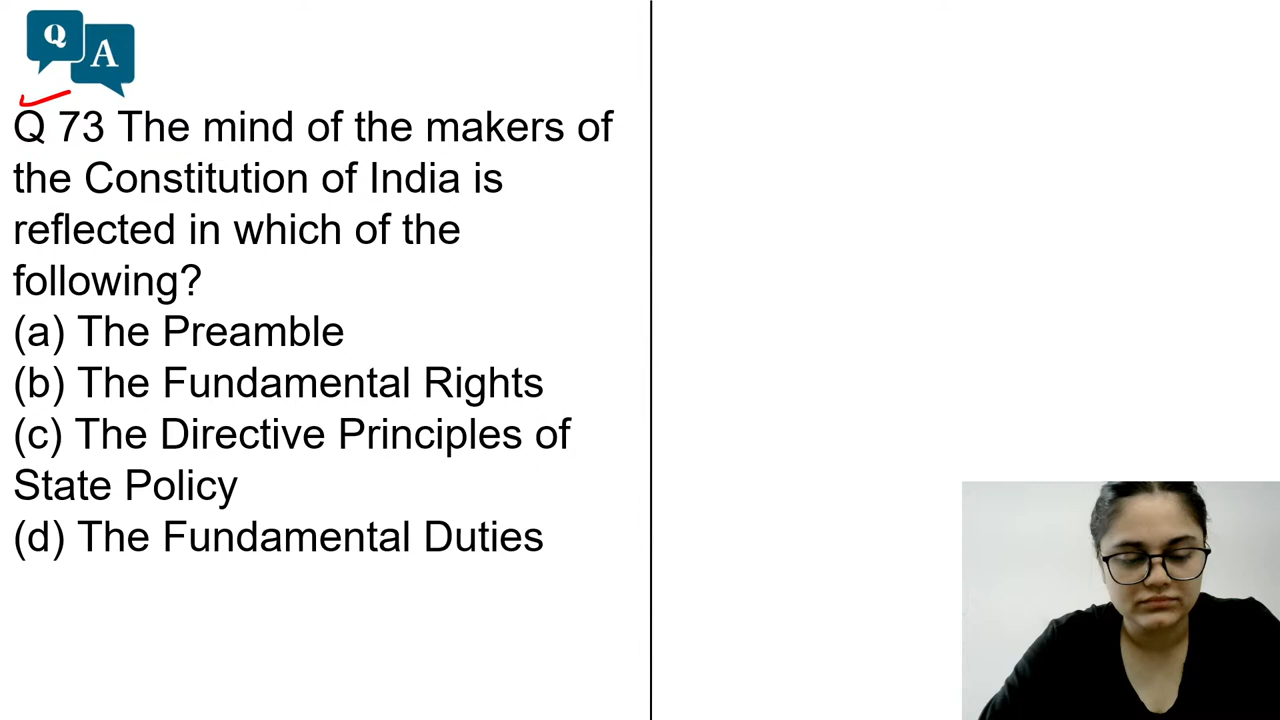 Q
A
Q 73 The mind of the makers of
the Constitution of India is
reflected in which of the
following?
(a) The Preamble
(b) The Fundamental Rights
(c) The Directive Principles of
State Policy
(d) The Fundamental Duties